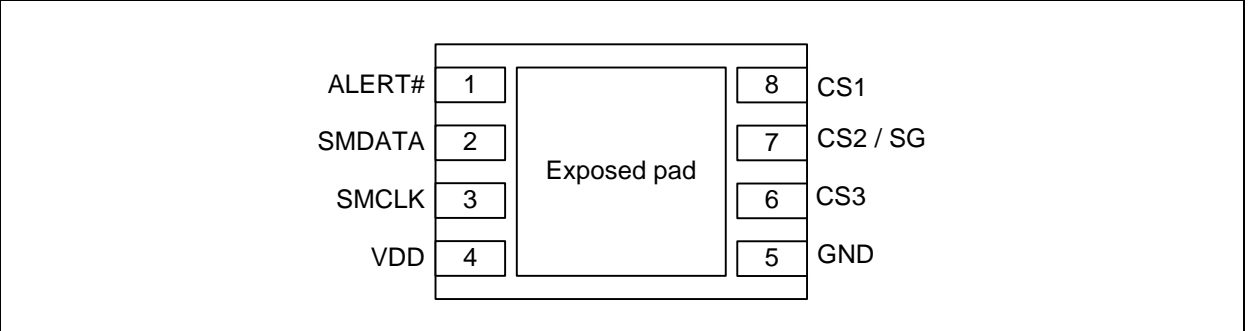 ALERT# 1 8 CS1
SMDATA 2 7 CS2 / SG
Exposed pad
SMCLK 3 6 CS3
VDD 4 5 GND